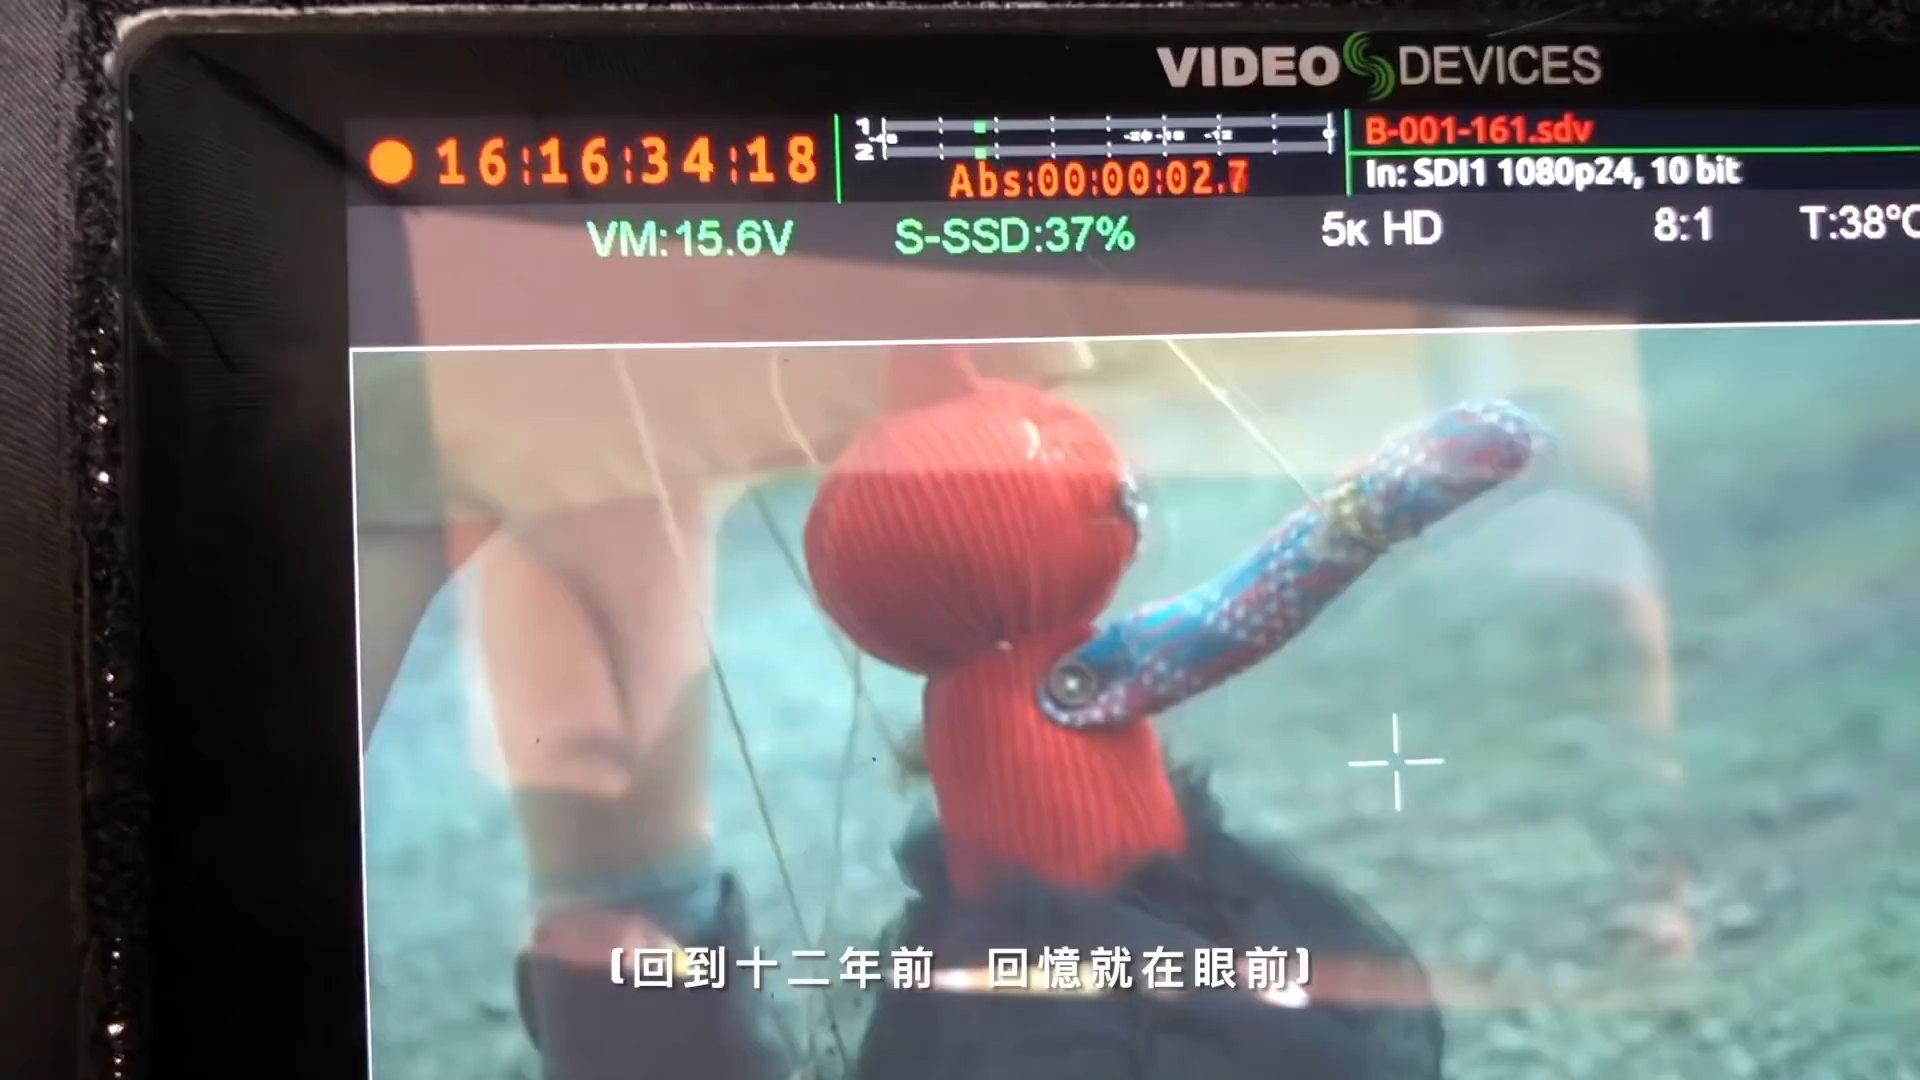 VIDEO DEVICES
16:16:34:18
1
2
Abs:00:00:02.7
B-001-161.sdv
In: SDI1 1080p24, 10 bit
VM:15.6V S-SSD:37% 5K HD 8:1 T:38°C
(回到十二年前 回憶就在眼前)